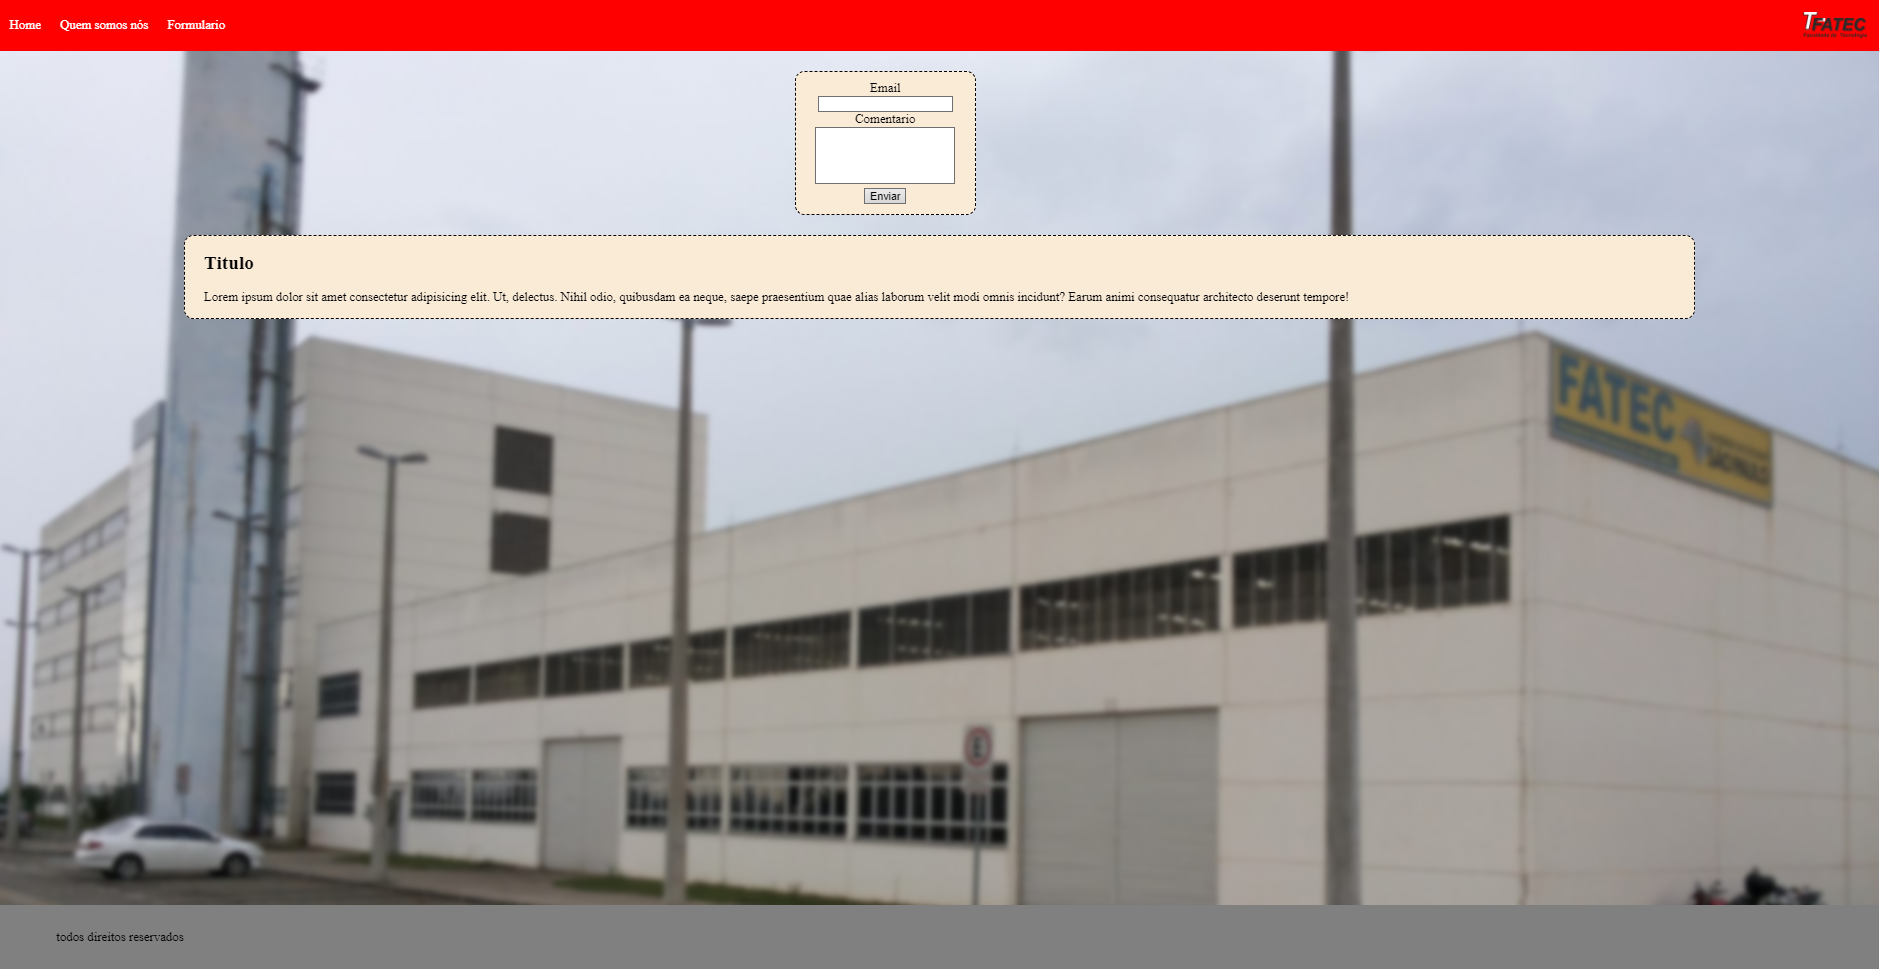 Home Quem somos nós Formulario
FATEC
Email
Comentario
Enviar
Titulo
Lorem ipsum dolor sit amet consectetur adipisicing elit. Ut, delectus. Nihil odio, quibusdam ea neque, saepe praesentium quae alias laborum velit modi omnis incidunt? Earum animi consequatur architecto deserunt tempore!
FATEC
SÃO PAULO
E
todos direitos reservados